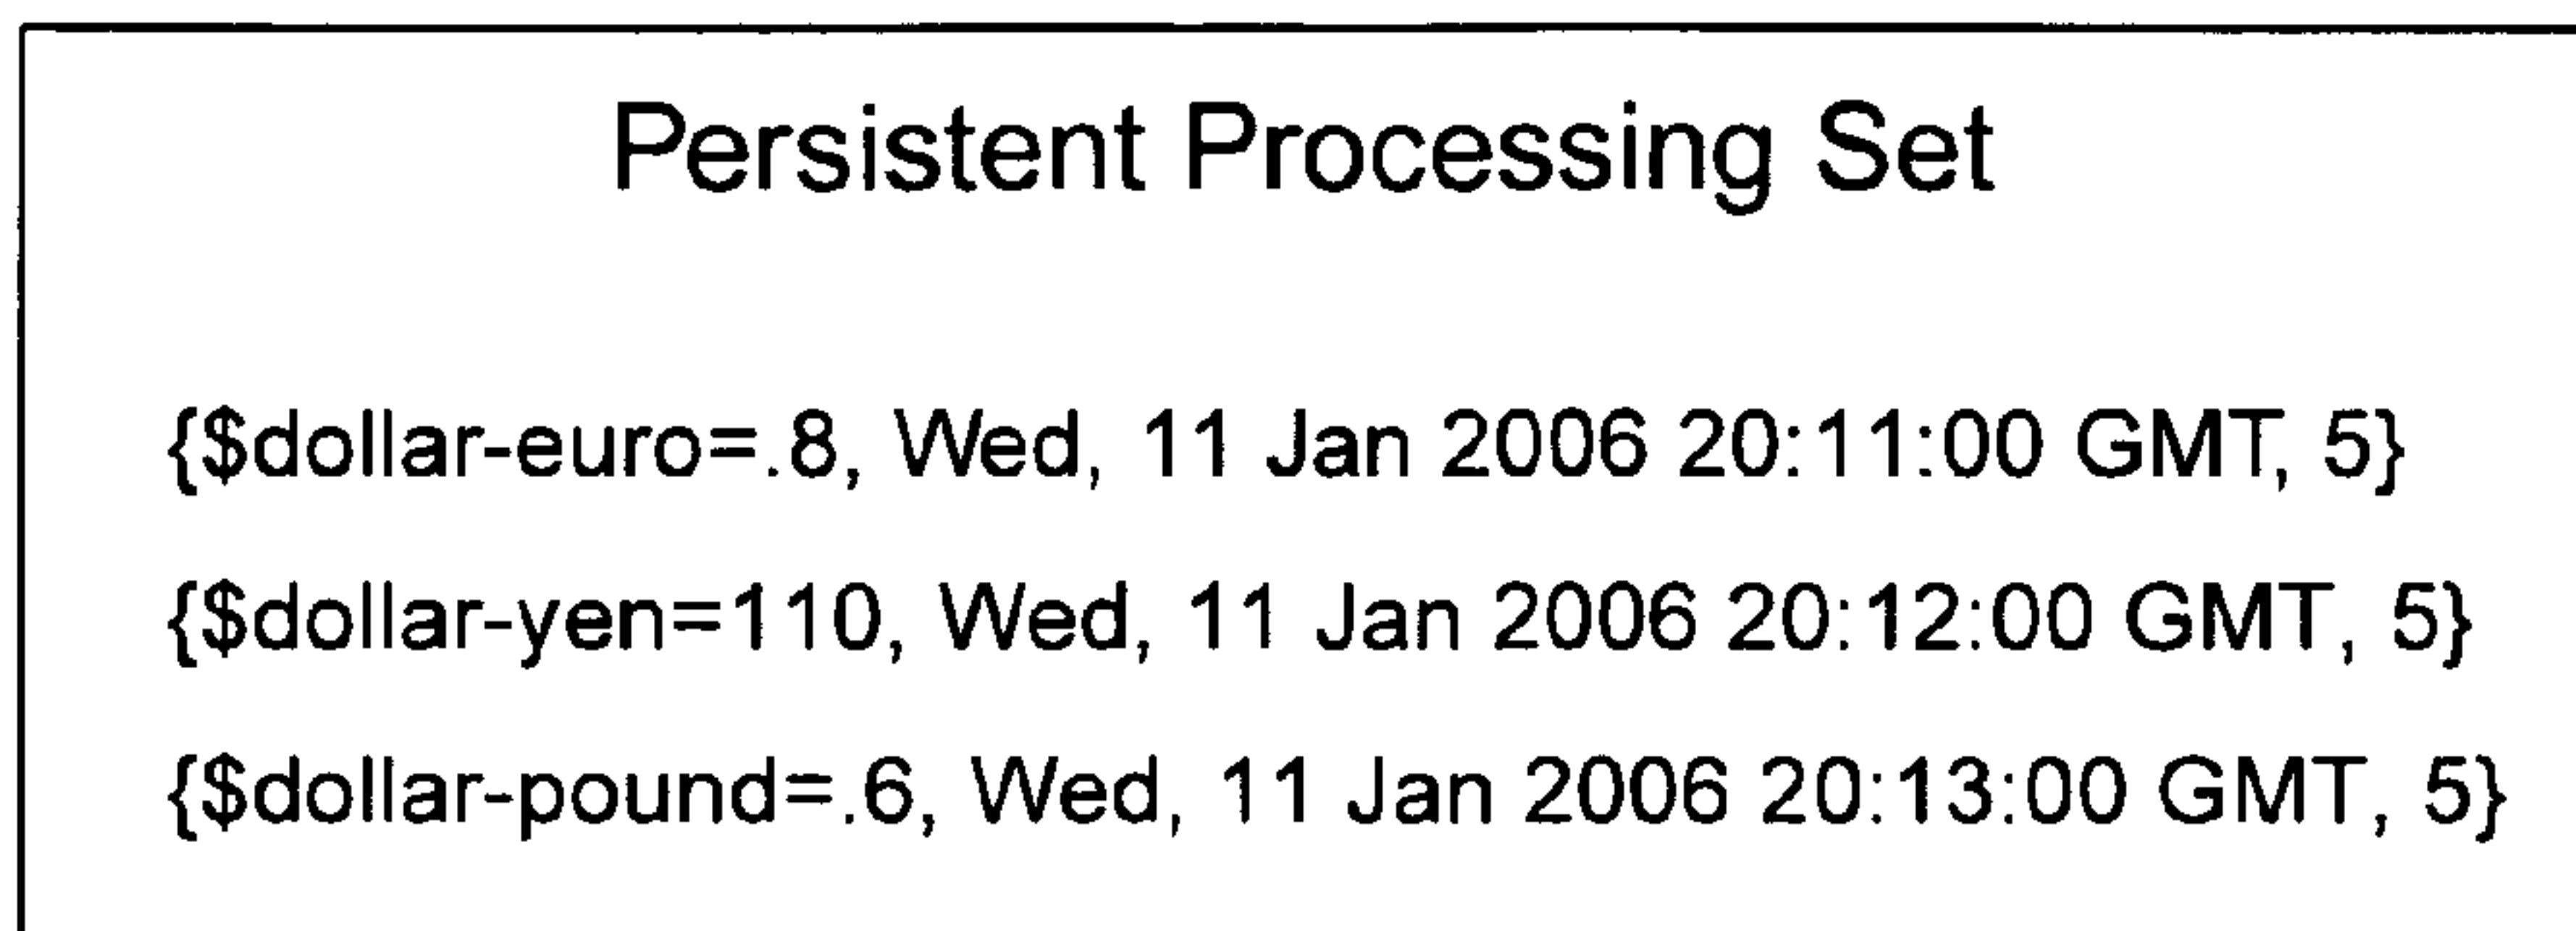 Persistent Processing Set
{$dollar-euro=.8, Wed, 11 Jan 2006 20:11:00 GMT, 5}
{$dollar-yen=110, Wed, 11 Jan 2006 20:12:00 GMT, 5}
{$dollar-pound=.6, Wed, 11 Jan 2006 20:13:00 GMT, 5}